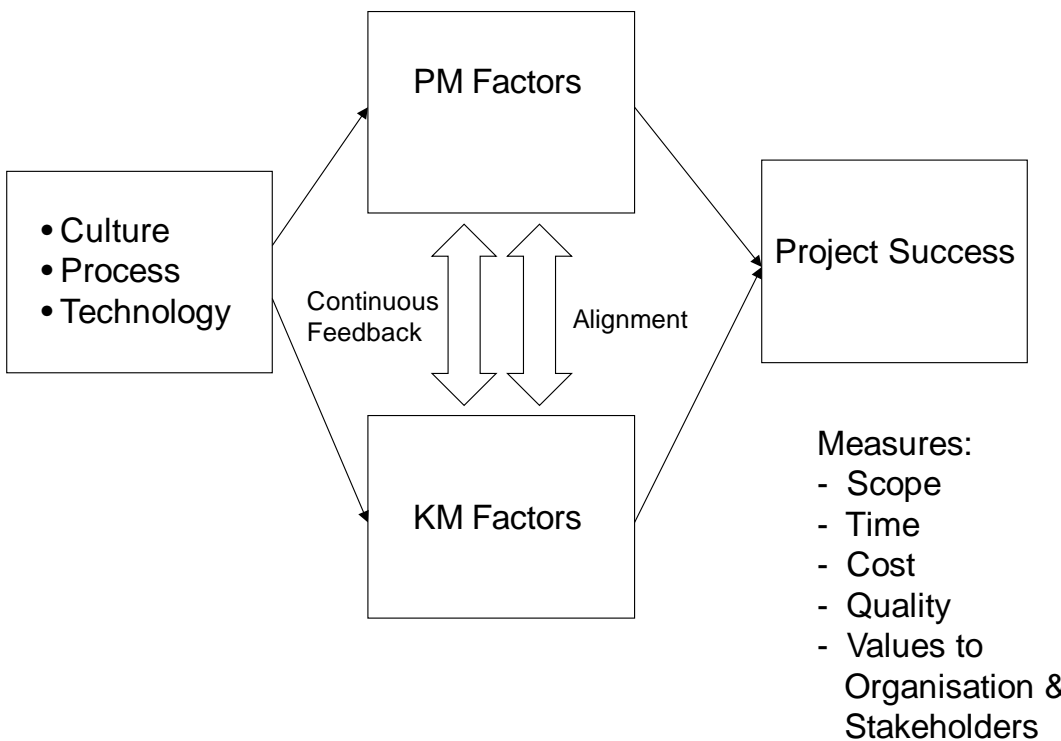 PM Factors
• Culture
• Process
• Technology
Project Success
Continuous
Feedback
Alignment
KM Factors
Measures:
- Scope
- Time
- Cost
- Quality
- Values to
Organisation &
Stakeholders